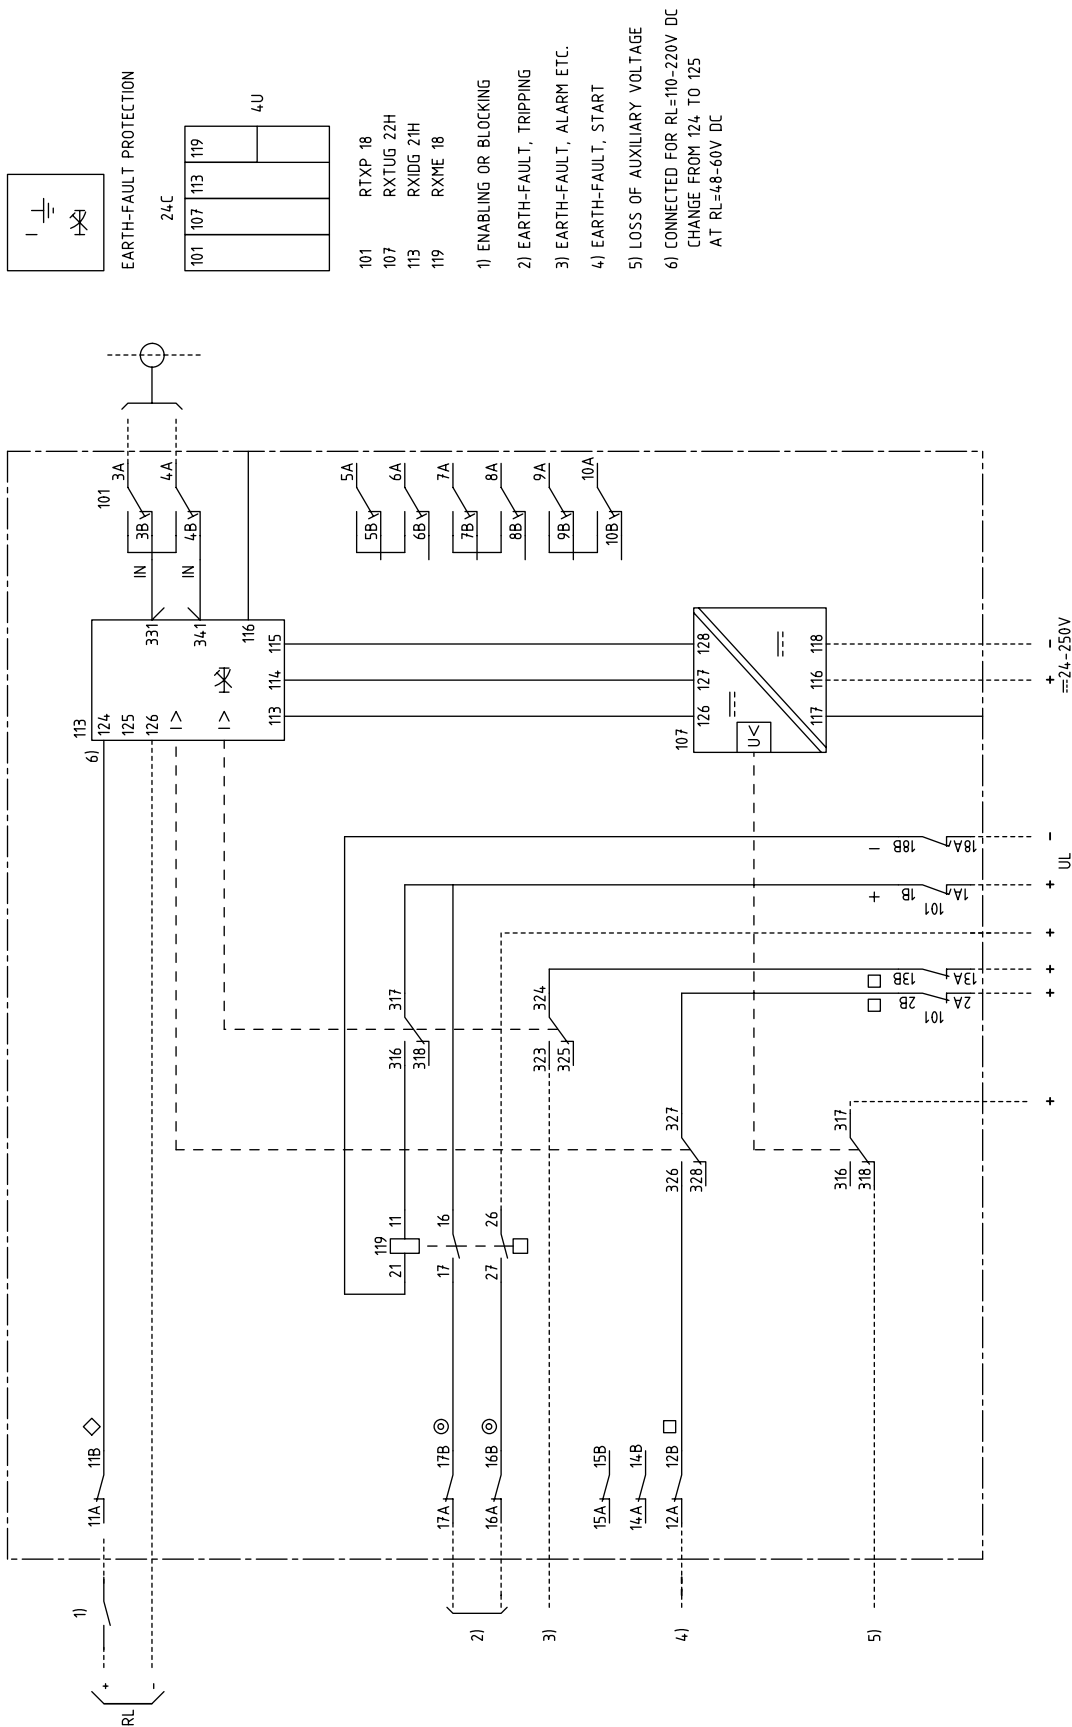 EARTH-FAULT PROTECTION
24C
101 107 113 119
4U
101 RTXP 18
107 RXTUG 22H
113 RXIDG 21H
119 RXME 18
1) ENABLING OR BLOCKING
2) EARTH-FAULT, TRIPPING
3) EARTH-FAULT, ALARM ETC.
4) EARTH-FAULT, START
5) LOSS OF AUXILIARY VOLTAGE
6) CONNECTED FOR RL=110-220V DC
CHANGE FROM 124 TO 125
AT RL=48-60V DC
I
RL
+
-
1)
11A 11B
6)
113
124
125
126
I>
I>
331
341
116
113 114 115
IN
IN
101
3B 3A
4B 4A
5B 5A
6B 6A
7B 7A
8B 8A
9B 9A
10B 10A
107
126 127 128
U<
117 116 118
+ -
24-250V
119
21 11
17 16
27 26
316 317
318
323 324
325
326 327
328
316 317
318
2)
17A 17B
16A 16B
3)
15A 15B
14A 14B
12A 12B
4)
5)
- 18B 18A -
+ 1B 1A +
101
UL
+
13B 13A +
2B 2A +
101
+